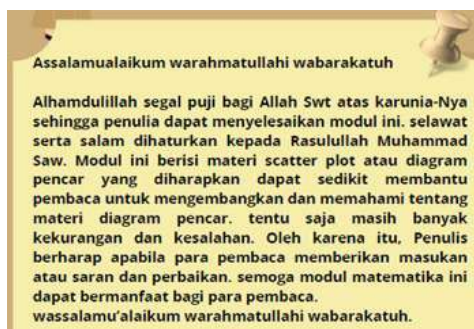 Assalamualaikum warahmatullahi wabarakatuh
Alhamdulillah segal puji bagi Allah Swt atas karunia-Nya
sehingga penulia dapat menyelesaikan modul ini. selawat
serta salam dihaturkan kepada Rasulullah Muhammad
Saw. Modul ini berisi materi scatter plot atau diagram
pencar yang diharapkan dapat sedikit membantu
pembaca untuk mengembangkan dan memahami tentang
materi diagram pencar. tentu saja masih banyak
kekurangan dan kesalahan. Oleh karena itu, Penulis
berharap apabila para pembaca memberikan masukan
atau saran dan perbaikan. semoga modul matematika ini
dapat bermanfaat bagi para pembaca.
wassalamu'alaikum warahmatullahi wabarakatuh.